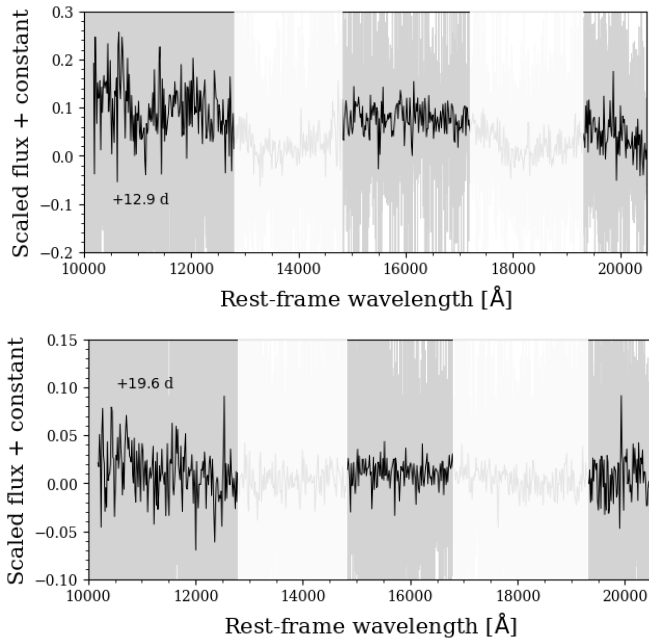 0.3
0.2
0.1
0.0
−0.1
−0.2
Scaled flux + constant
+12.9 d
10000 12000 14000 16000 18000 20000
Rest-frame wavelength [Å]
0.15
0.10
0.05
0.00
−0.05
−0.10
Scaled flux + constant
+19.6 d
10000 12000 14000 16000 18000 20000
Rest-frame wavelength [Å]